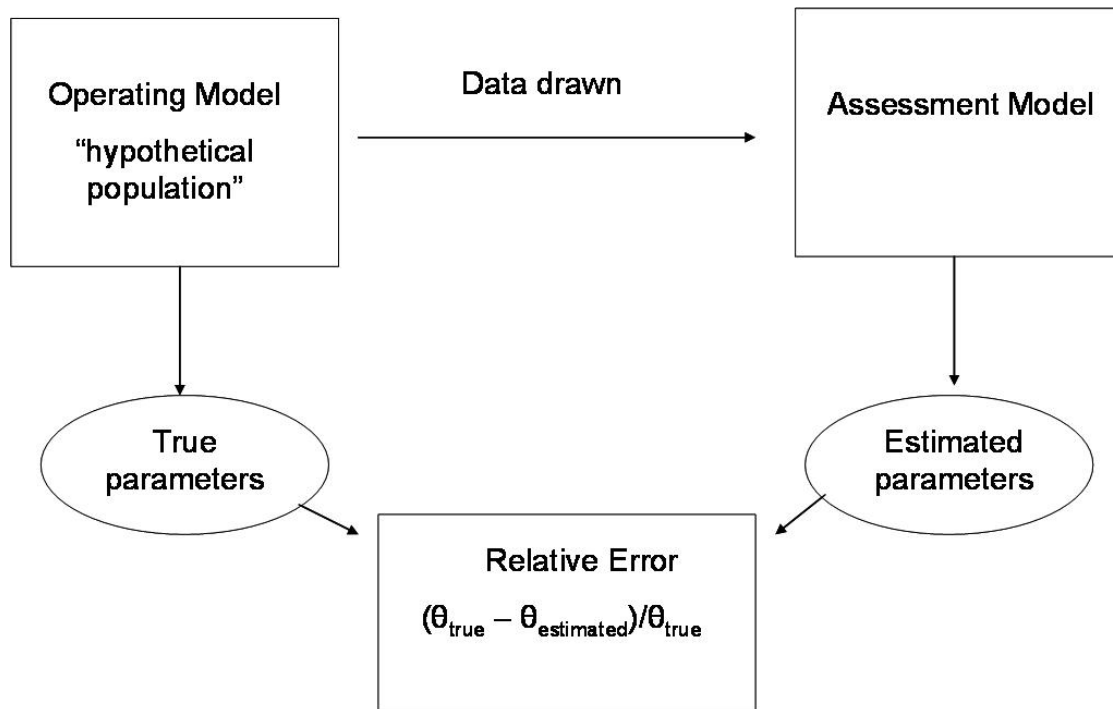 Operating Model
“hypothetical
population”
Data drawn
Assessment Model
True
parameters
Estimated
parameters
Relative Error
(θtrue – θestimated)/θtrue